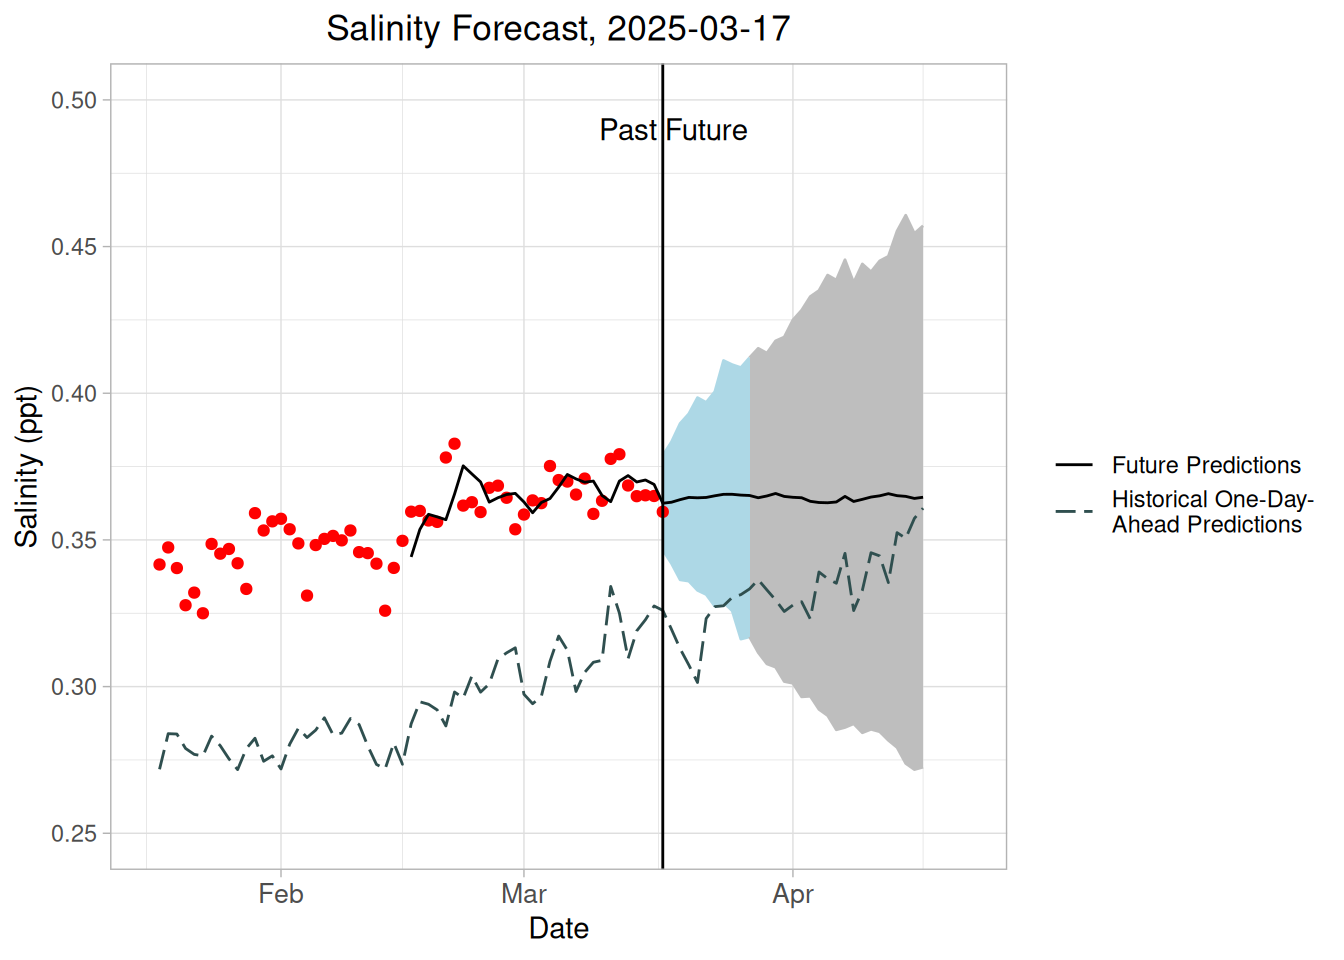 Salinity Forecast, 2025-03-17
Past Future
0.50
0.45
0.40
0.35
0.30
0.25
Salinity (ppt)
Feb Mar Apr
Date
Future Predictions
Historical One-Day-
Ahead Predictions